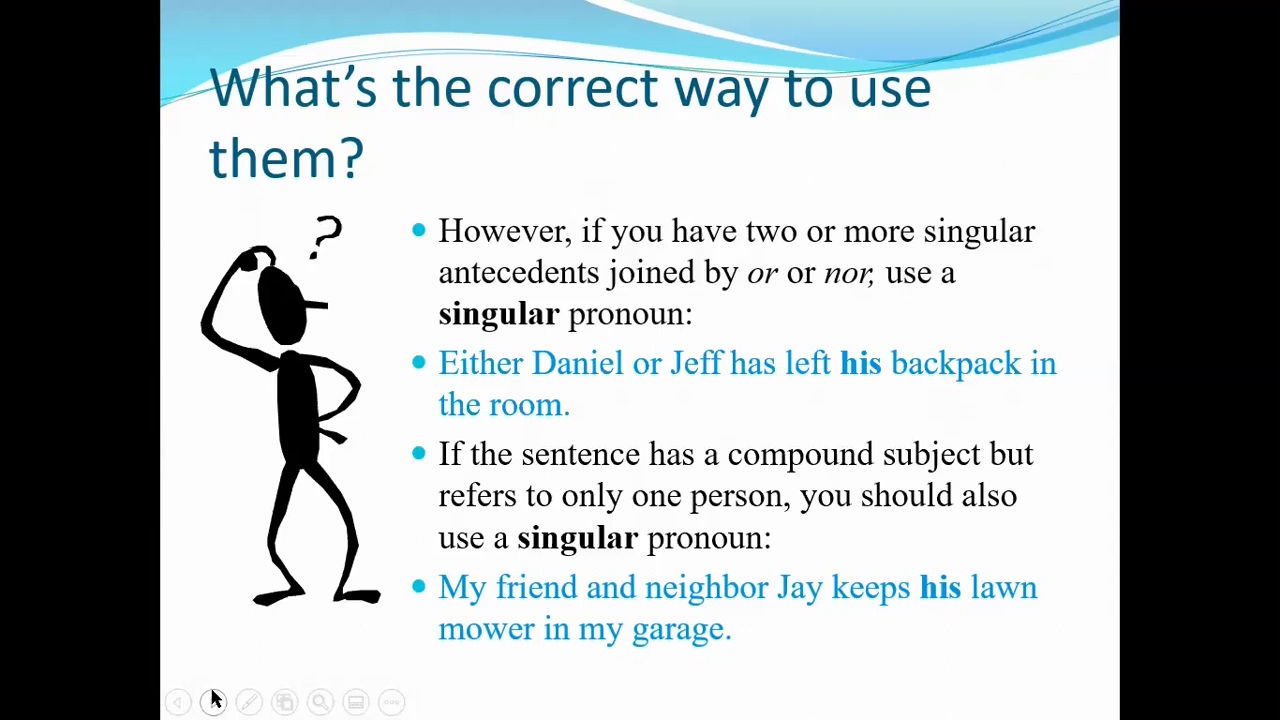 What's the correct way to use
them?
?
• However, if you have two or more singular
antecedents joined by or or nor, use a
singular pronoun:
• Either Daniel or Jeff has left his backpack in
the room.
• If the sentence has a compound subject but
refers to only one person, you should also
use a singular pronoun:
• My friend and neighbor Jay keeps his lawn
mower in my garage.